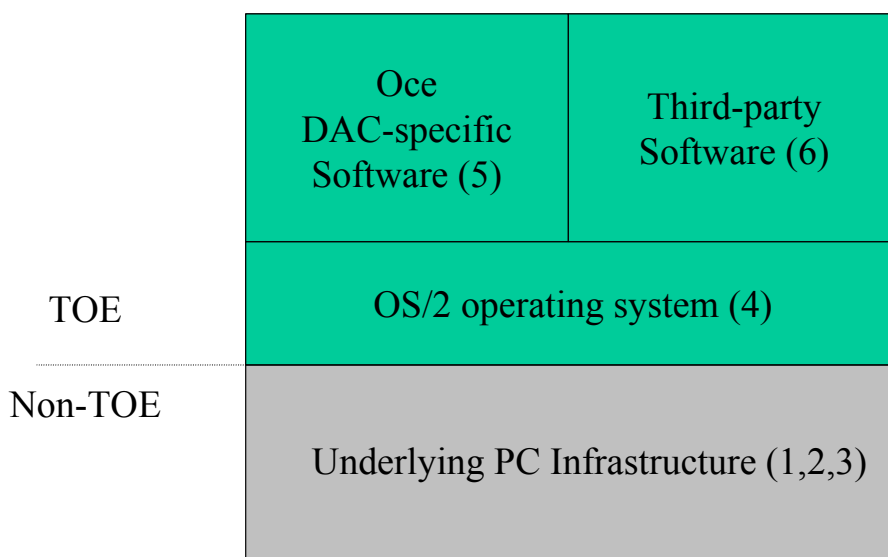 Oce
DAC-specific
Software (5)
Third-party
Software (6)
TOE
OS/2 operating system (4)
Non-TOE
Underlying PC Infrastructure (1,2,3)